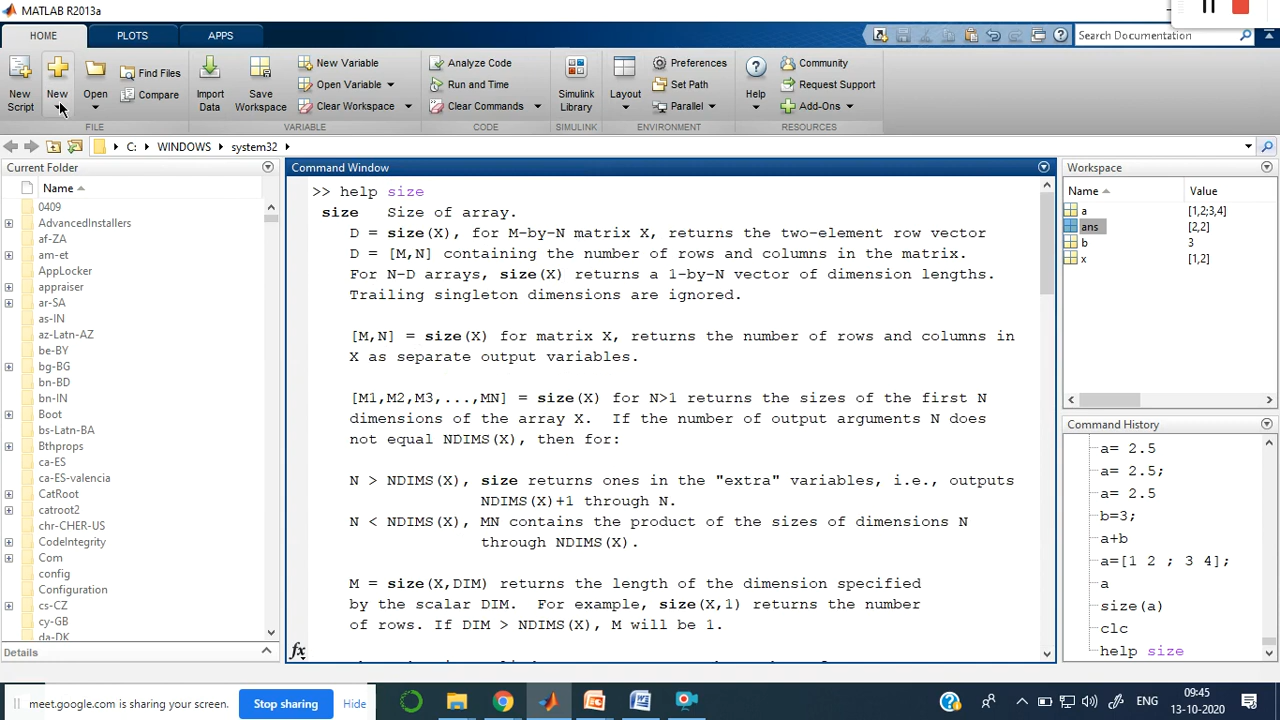 MATLAB R2013a
HOME PLOTS APPS Search Documentation
New Script
New
Open
Find Files
Compare
Import Data
Save Workspace
New Variable
Open Variable
Clear Workspace
Analyze Code
Run and Time
Clear Commands
Simulink Library
Layout
Preferences
Set Path
Parallel
Help
Community
Request Support
Add-Ons
FILE VARIABLE CODE SIMULINK ENVIRONMENT RESOURCES
C: WINDOWS system32
Current Folder
Name
0409
AdvancedInstallers
af-ZA
am-et
AppLocker
appraiser
ar-SA
as-IN
az-Latn-AZ
be-BY
bg-BG
bn-BD
bn-IN
Boot
bs-Latn-BA
Bthprops
ca-ES
ca-ES-valencia
CatRoot
catroot2
chr-CHER-US
CodeIntegrity
Com
config
Configuration
cs-CZ
cy-GB
da-DK
Details
Command Window
>> help size
size Size of array.
D = size(X), for M-by-N matrix X, returns the two-element row vector
D = [M,N] containing the number of rows and columns in the matrix.
For N-D arrays, size(X) returns a 1-by-N vector of dimension lengths.
Trailing singleton dimensions are ignored.
[M,N] = size(X) for matrix X, returns the number of rows and columns in
X as separate output variables.
[M1,M2,M3,...,MN] = size(X) for N>1 returns the sizes of the first N
dimensions of the array X. If the number of output arguments N does
not equal NDIMS(X), then for:
N > NDIMS(X), size returns ones in the "extra" variables, i.e., outputs
NDIMS(X)+1 through N.
N < NDIMS(X), MN contains the product of the sizes of dimensions N
through NDIMS(X).
M = size(X,DIM) returns the length of the dimension specified
by the scalar DIM. For example, size(X,1) returns the number
of rows. If DIM > NDIMS(X), M will be 1.
fx
Workspace
Name Value
a [1,2;3,4]
ans [2,2]
b 3
x [1,2]
Command History
a= 2.5
a= 2.5;
a= 2.5
b=3;
a+b
a=[1 2 ; 3 4];
a
size(a)
clc
help size
meet.google.com is sharing your screen. Stop sharing Hide
ENG
09:45
13-10-2020